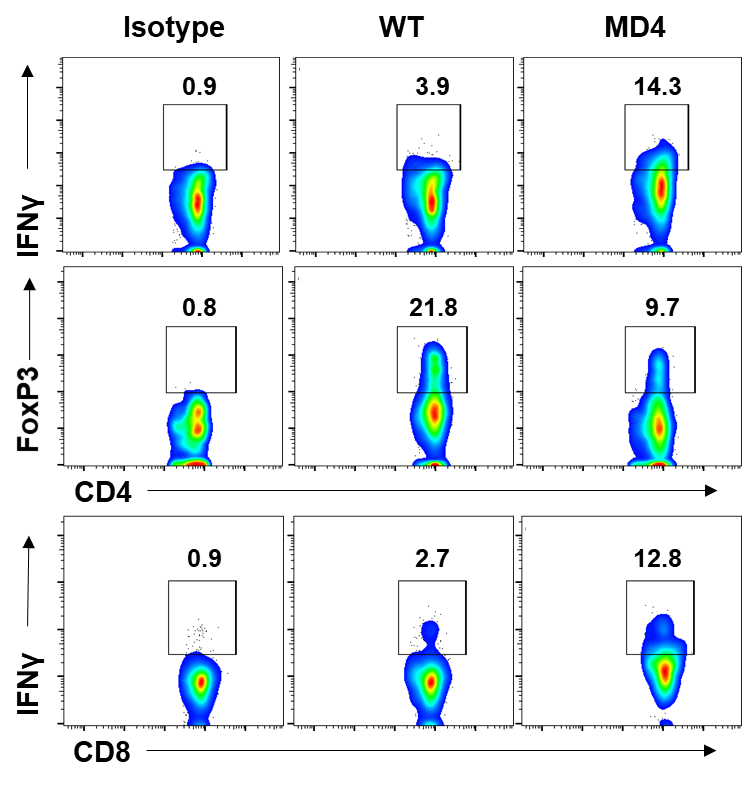 Isotype WT MD4
IFNγ
0.9 3.9 14.3
FoxP3
0.8 21.8 9.7
CD4
IFNγ
0.9 2.7 12.8
CD8